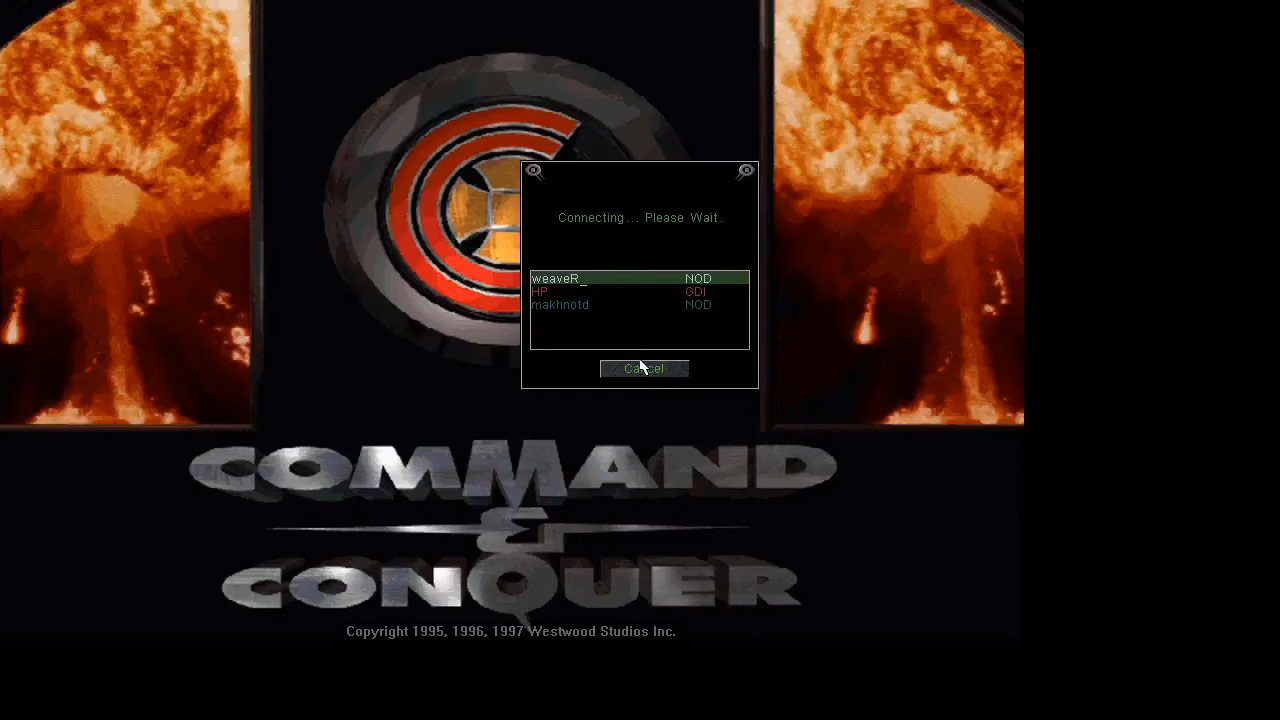 Connecting... Please Wait.
weaveR_ NOD
HP GDI
makhnotd NOD
Cancel
COMMAND
&
CONQUER
Copyright 1995, 1996, 1997 Westwood Studios Inc.